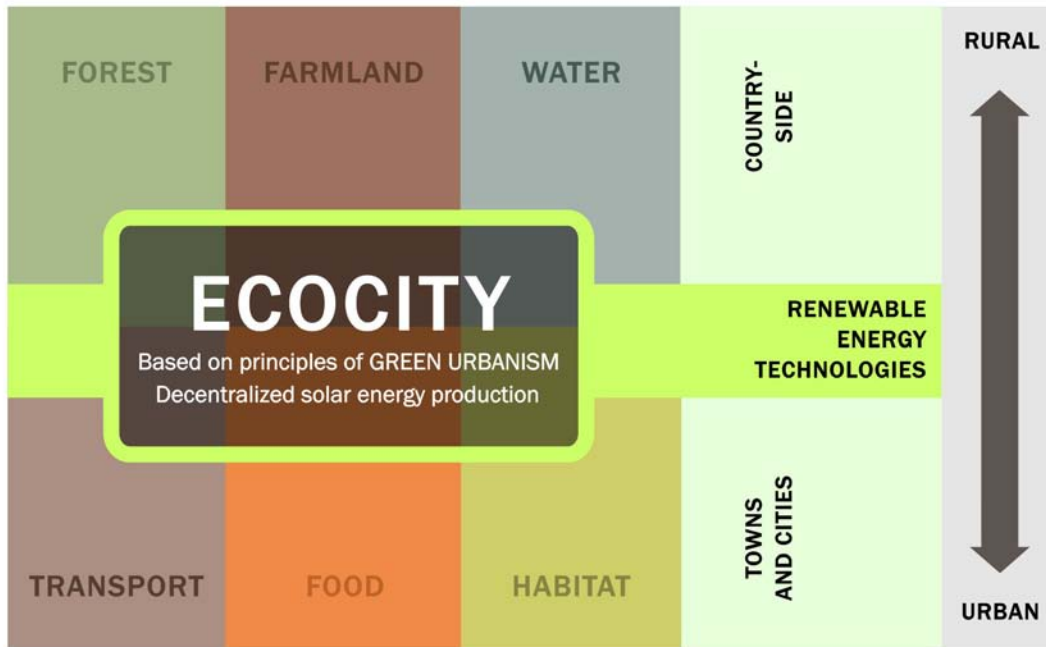 FOREST
FARMLAND
WATER
COUNTRY-
SIDE
RURAL
ECOCITY
Based on principles of GREEN URBANISM
Decentralized solar energy production
RENEWABLE
ENERGY
TECHNOLOGIES
TRANSPORT
FOOD
HABITAT
TOWNS
AND CITIES
URBAN